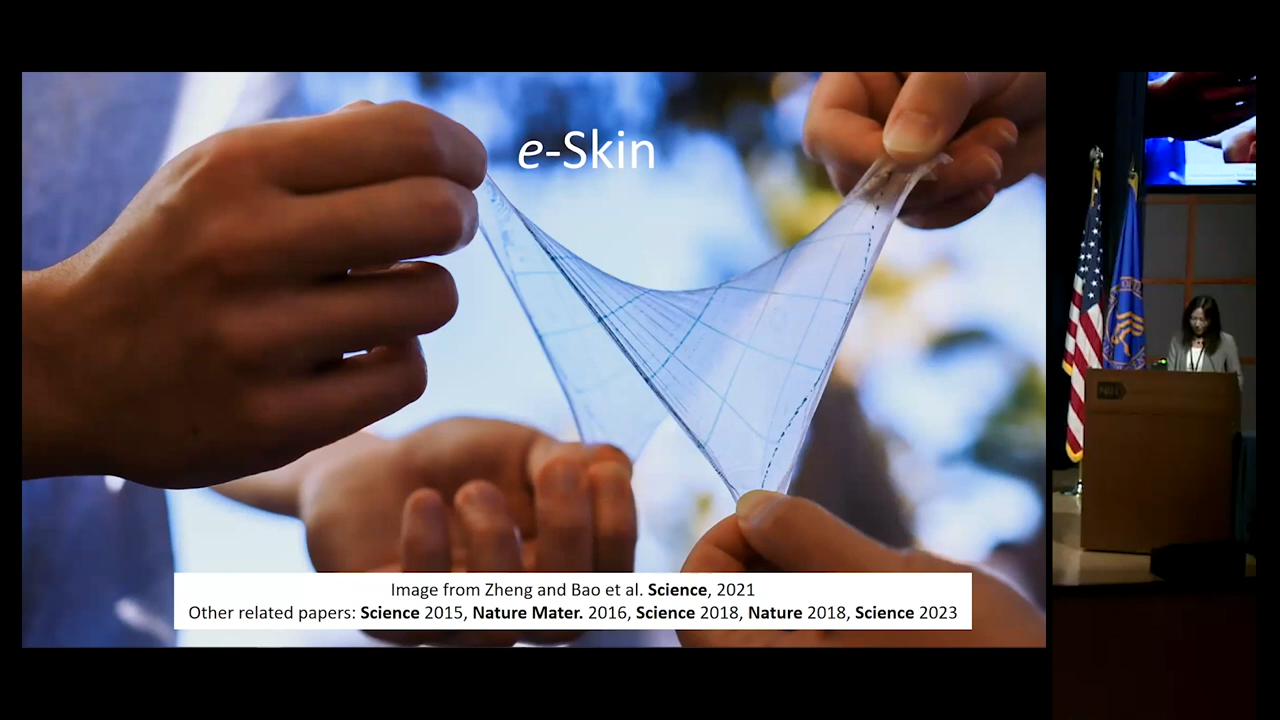 e-Skin
Image from Zheng and Bao et al. Science, 2021
Other related papers: Science 2015, Nature Mater. 2016, Science 2018, Nature 2018, Science 2023
NIH